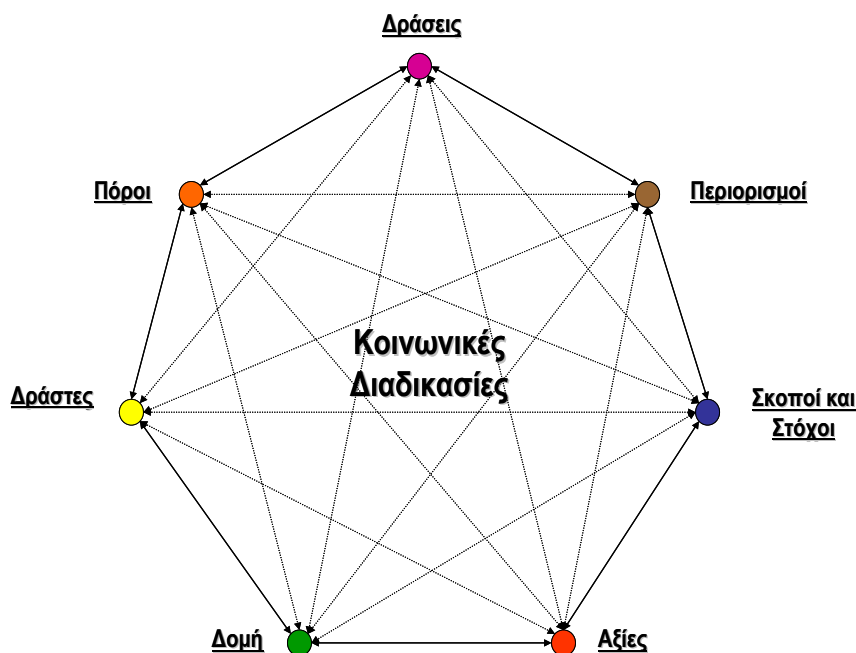 Δράσεις
Πόροι
Περιορισμοί
Κοινωνικές
Διαδικασίες
Δράστες
Σκοποί και
Στόχοι
Δομή
Αξίες